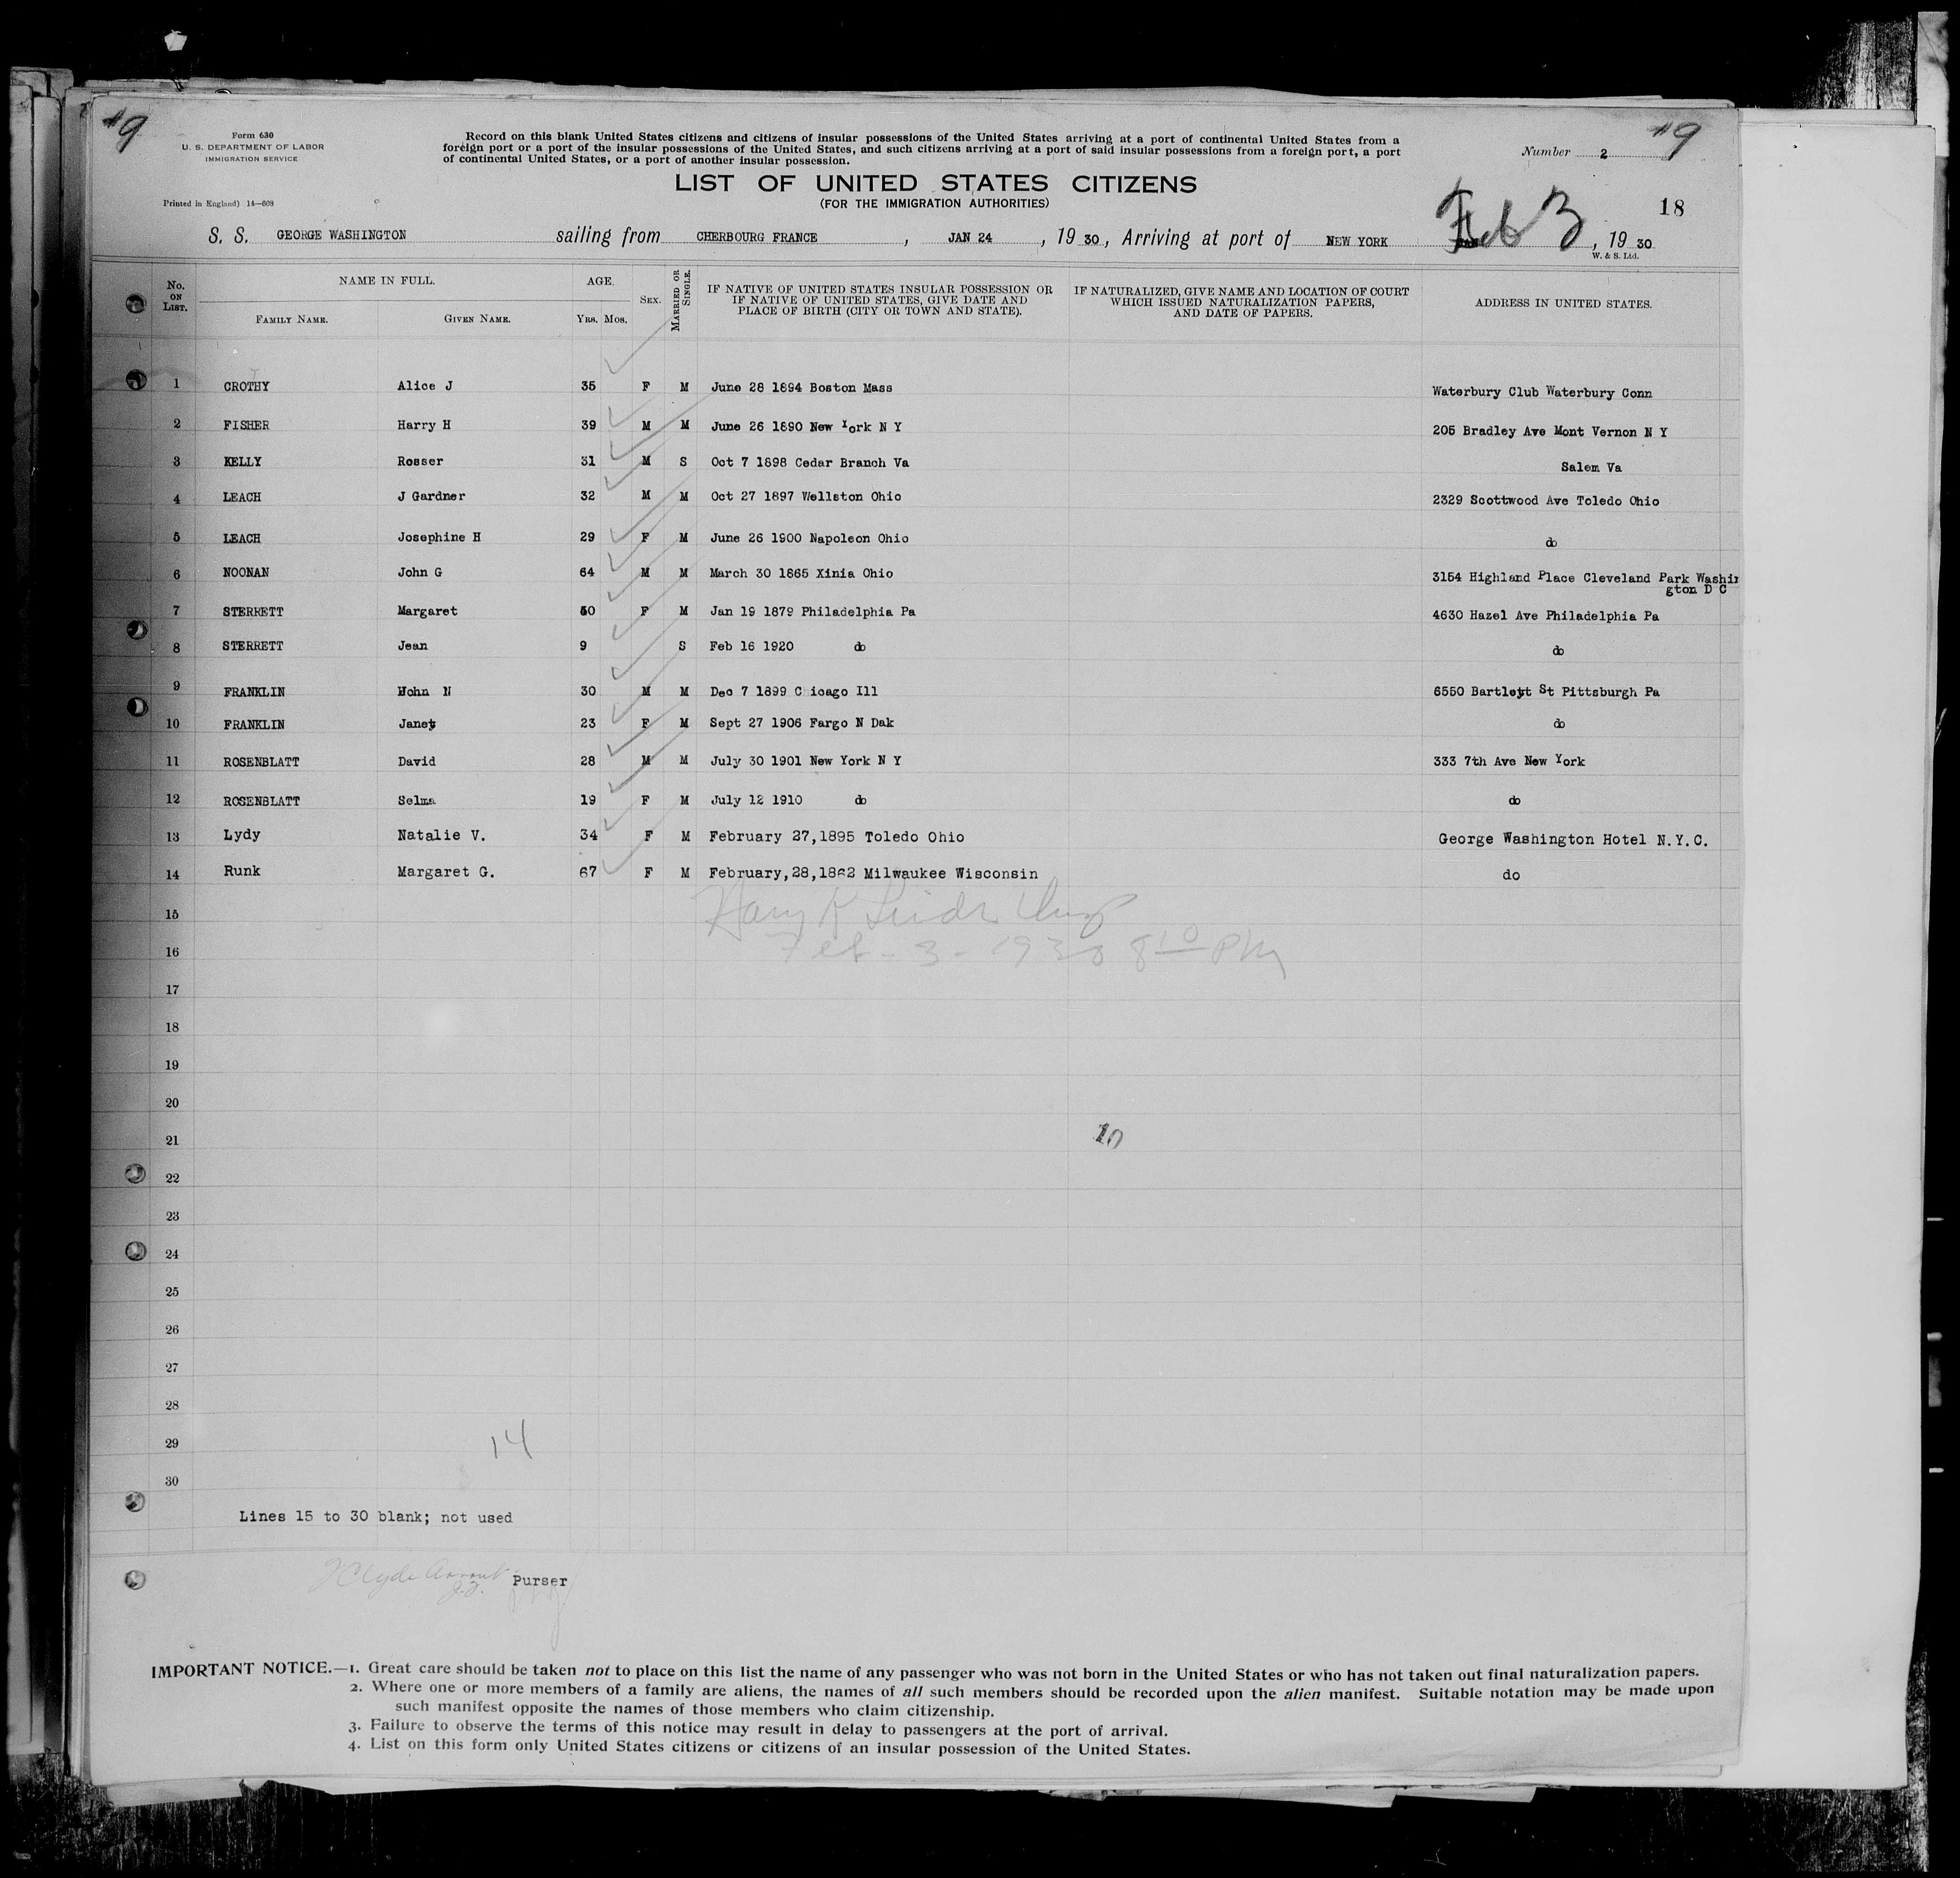 #9
Form 630
U. S. DEPARTMENT OF LABOR
IMMIGRATION SERVICE
Printed in England) 14—608
Record on this blank United States citizens and citizens of insular possessions of the United States arriving at a port of continental United States from a
foreign port or a port of the insular possessions of the United States, and such citizens arriving at a port of said insular possessions from a foreign port, a port
of continental United States, or a port of another insular possession.
Number 2
#9
LIST OF UNITED STATES CITIZENS
(FOR THE IMMIGRATION AUTHORITIES)
18
S. S. GEORGE WASHINGTON sailing from CHERBOURG FRANCE , JAN 24 , 19 30, Arriving at port of NEW YORK Feb 3 , 19 30
W. & S. Ltd.
No. ON LIST. NAME IN FULL. AGE. SEX. MARRIED OR SINGLE. IF NATIVE OF UNITED STATES INSULAR POSSESSION OR IF NATIVE OF UNITED STATES, GIVE DATE AND PLACE OF BIRTH (CITY OR TOWN AND STATE). IF NATURALIZED, GIVE NAME AND LOCATION OF COURT WHICH ISSUED NATURALIZATION PAPERS, AND DATE OF PAPERS. ADDRESS IN UNITED STATES.
FAMILY NAME. GIVEN NAME. YRS. MOS.
1 CROTHY Alice J 35 F M June 28 1894 Boston Mass Waterbury Club Waterbury Conn
2 FISHER Harry H 39 M M June 26 1890 New York N Y 205 Bradley Ave Mont Vernon N Y
3 KELLY Rosser 31 M S Oct 7 1898 Cedar Branch Va Salem Va
4 LEACH J Gardner 32 M M Oct 27 1897 Wellston Ohio 2329 Scottwood Ave Toledo Ohio
5 LEACH Josephine H 29 F M June 26 1900 Napoleon Ohio do
6 NOONAN John G 64 M M March 30 1865 Xinia Ohio 3154 Highland Place Cleveland Park Washin
gton D C
7 STERRETT Margaret 50 F M Jan 19 1879 Philadelphia Pa 4630 Hazel Ave Philadelphia Pa
8 STERRETT Jean 9 S Feb 16 1920 do do
9 FRANKLIN Hohn N 30 M M Dec 7 1899 C icago Ill 6550 Bartlett St Pittsburgh Pa
10 FRANKLIN Janet 23 F M Sept 27 1906 Fargo N Dak do
11 ROSENBLATT David 28 M M July 30 1901 New York N Y 333 7th Ave New York
12 ROSENBLATT Selma 19 F M July 12 1910 do do
13 Lydy Natalie V. 34 F M February 27,1895 Toledo Ohio George Washington Hotel N.Y.C.
14 Runk Margaret G. 67 F M February,28,1862 Milwaukee Wisconsin do
15
Feb - 3 - 1930 8 10 PM
16
17
18
19
20
21
10
22
23
24
25
26
27
28
29
14
30
Lines 15 to 30 blank; not used
Purser
IMPORTANT NOTICE.—1. Great care should be taken not to place on this list the name of any passenger who was not born in the United States or who has not taken out final naturalization papers.
2. Where one or more members of a family are aliens, the names of all such members should be recorded upon the alien manifest. Suitable notation may be made upon
such manifest opposite the names of those members who claim citizenship.
3. Failure to observe the terms of this notice may result in delay to passengers at the port of arrival.
4. List on this form only United States citizens or citizens of an insular possession of the United States.